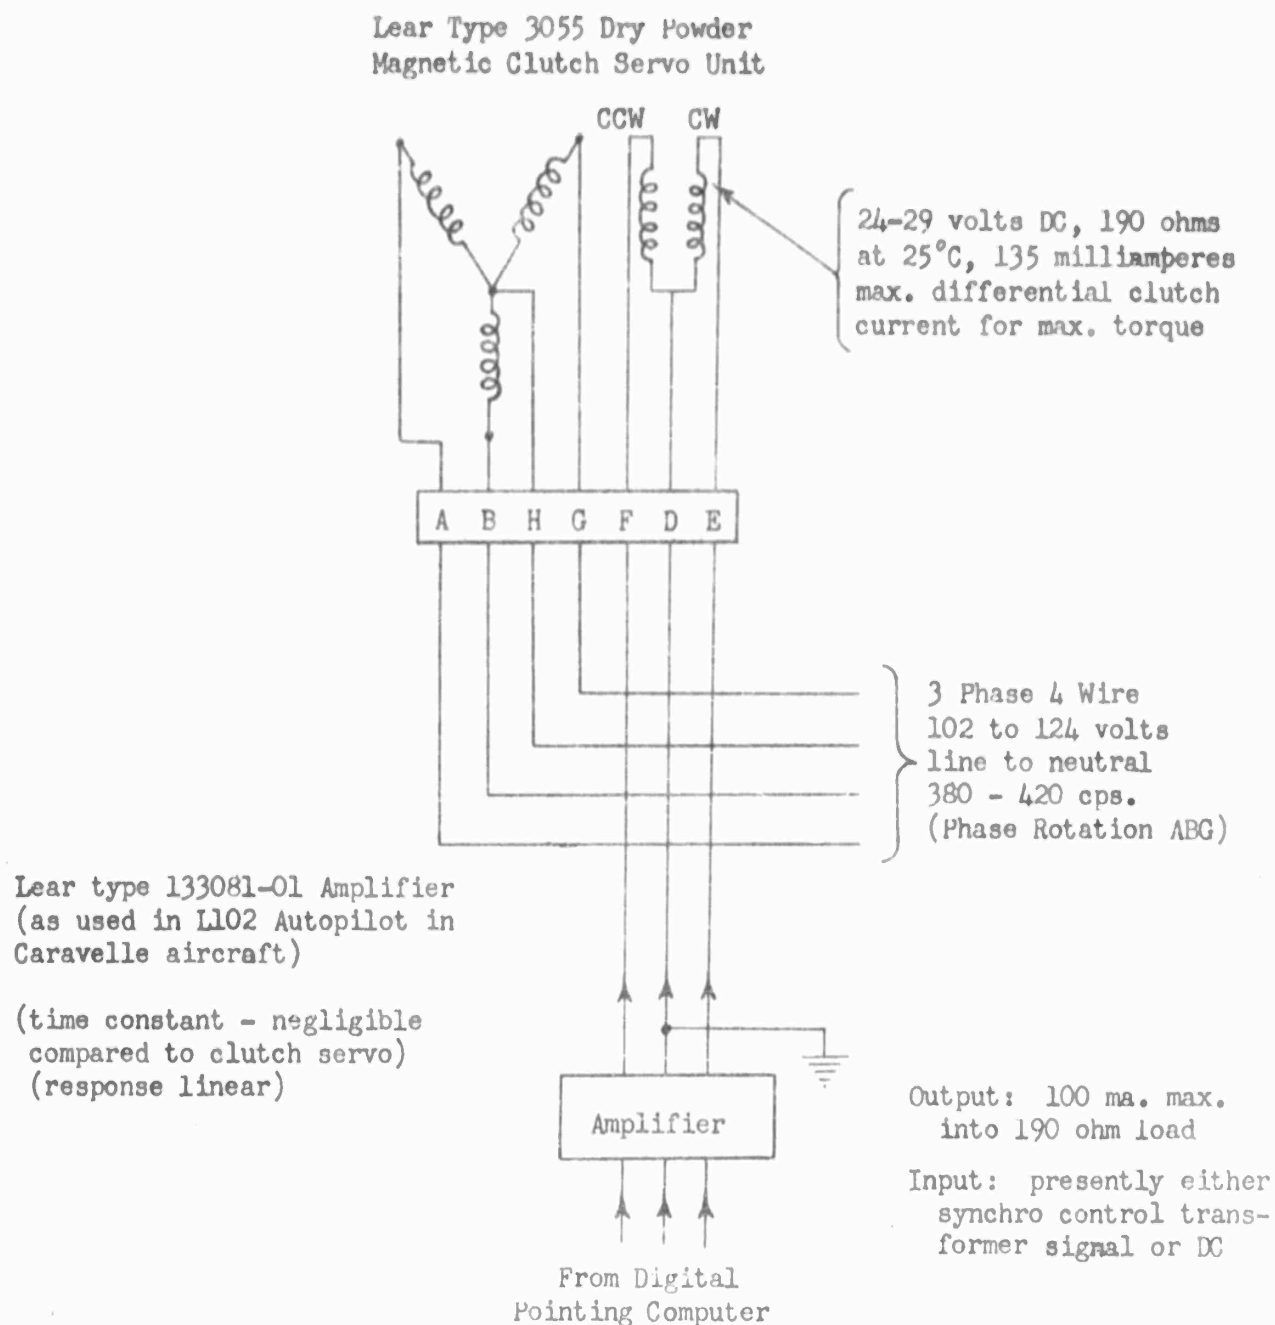 Lear Type 3055 Dry Powder
Magnetic Clutch Servo Unit
CCW CW
24-29 volts DC, 190 ohms
at 25°C, 135 milliamperes
max. differential clutch
current for max. torque
A B H G F D E
3 Phase 4 Wire
102 to 124 volts
line to neutral
380 - 420 cps.
(Phase Rotation ABG)
Lear type 133081-01 Amplifier
(as used in L102 Autopilot in
Caravelle aircraft)
(time constant - negligible
compared to clutch servo)
(response linear)
Amplifier
Output: 100 ma. max.
into 190 ohm load
Input: presently either
synchro control trans-
former signal or DC
From Digital
Pointing Computer